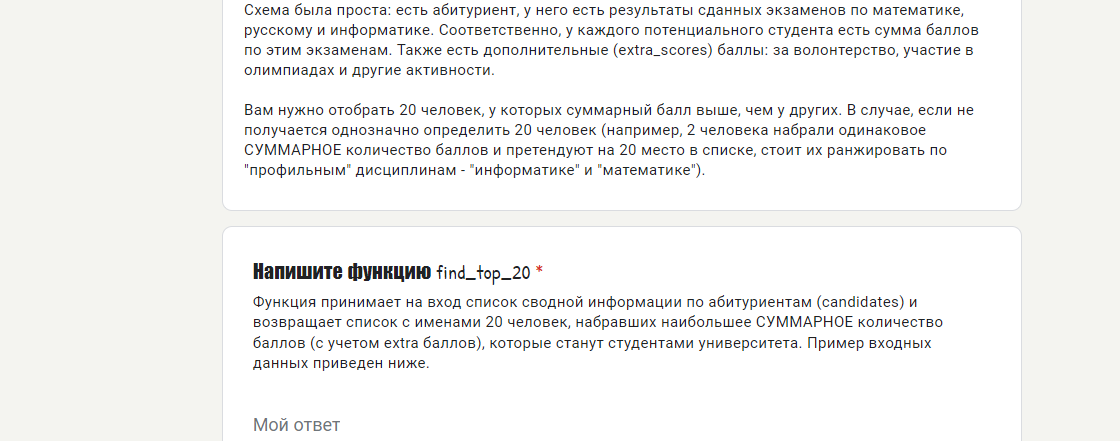 Схема была проста: есть абитуриент, у него есть результаты сданных экзаменов по математике,
русскому и информатике. Соответственно, у каждого потенциального студента есть сумма баллов
по этим экзаменам. Также есть дополнительные (extra_scores) баллы: за волонтерство, участие в
олимпиадах и другие активности.
Вам нужно отобрать 20 человек, у которых суммарный балл выше, чем у других. В случае, если не
получается однозначно определить 20 человек (например, 2 человека набрали одинаковое
СУММАРНОЕ количество баллов и претендуют на 20 место в списке, стоит их ранжировать по
"профильным" дисциплинам - "информатике" и "математике").
Напишите функцию find_top_20 *
Функция принимает на вход список сводной информации по абитуриентам (candidates) и
возвращает список с именами 20 человек, набравших наибольшее СУММАРНОЕ количество
баллов (с учетом extra баллов), которые станут студентами университета. Пример входных
данных приведен ниже.
Мой ответ